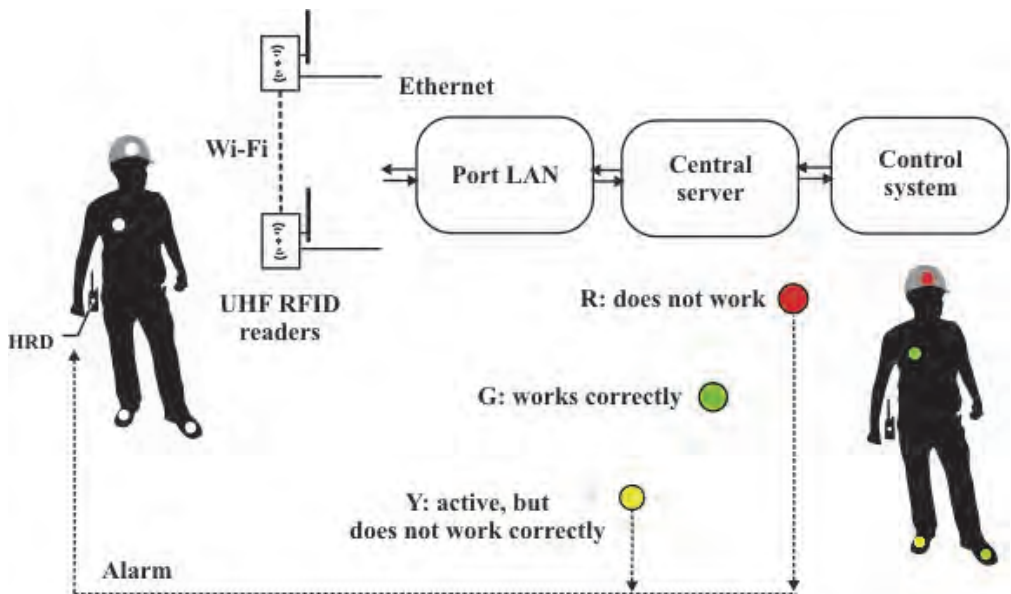 Ethernet
Wi-Fi
Port LAN
Central
server
Control
system
UHF RFID
readers
HRD
R: does not work
G: works correctly
Y: active, but
does not work correctly
Alarm